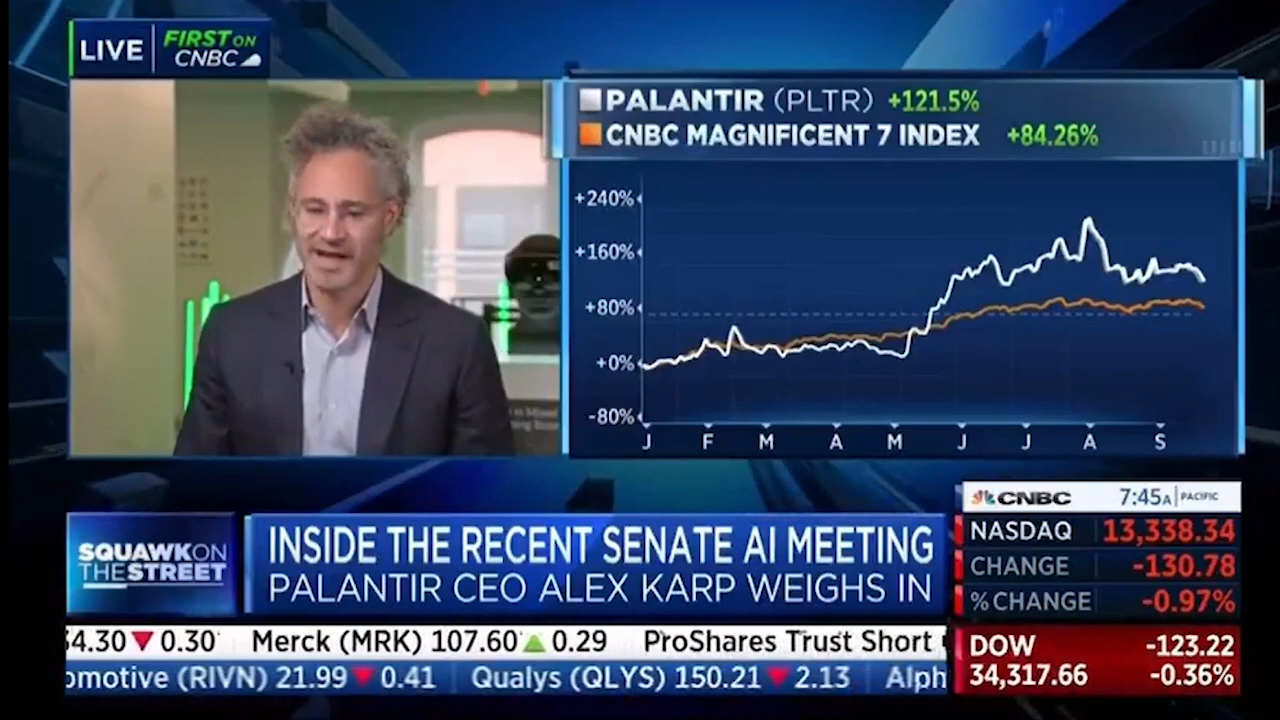 LIVE
FIRST ON
CNBC
PALANTIR (PLTR) +121.5%
CNBC MAGNIFICENT 7 INDEX +84.26%
+240%
+160%
+80%
+0%
-80%
J F M A M J J A S
SQUAWK ON
THE STREET
INSIDE THE RECENT SENATE AI MEETING
PALANTIR CEO ALEX KARP WEIGHS IN
CNBC 7:45A PACIFIC
NASDAQ 13,338.34
CHANGE -130.78
% CHANGE -0.97%
DOW -123.22
34,317.66 -0.36%
4.30 ▼ 0.30 Merck (MRK) 107.60 ▲ 0.29 ProShares Trust Short
omotive (RIVN) 21.99 ▼ 0.41 Qualys (QLYS) 150.21 ▼ 2.13 Alph